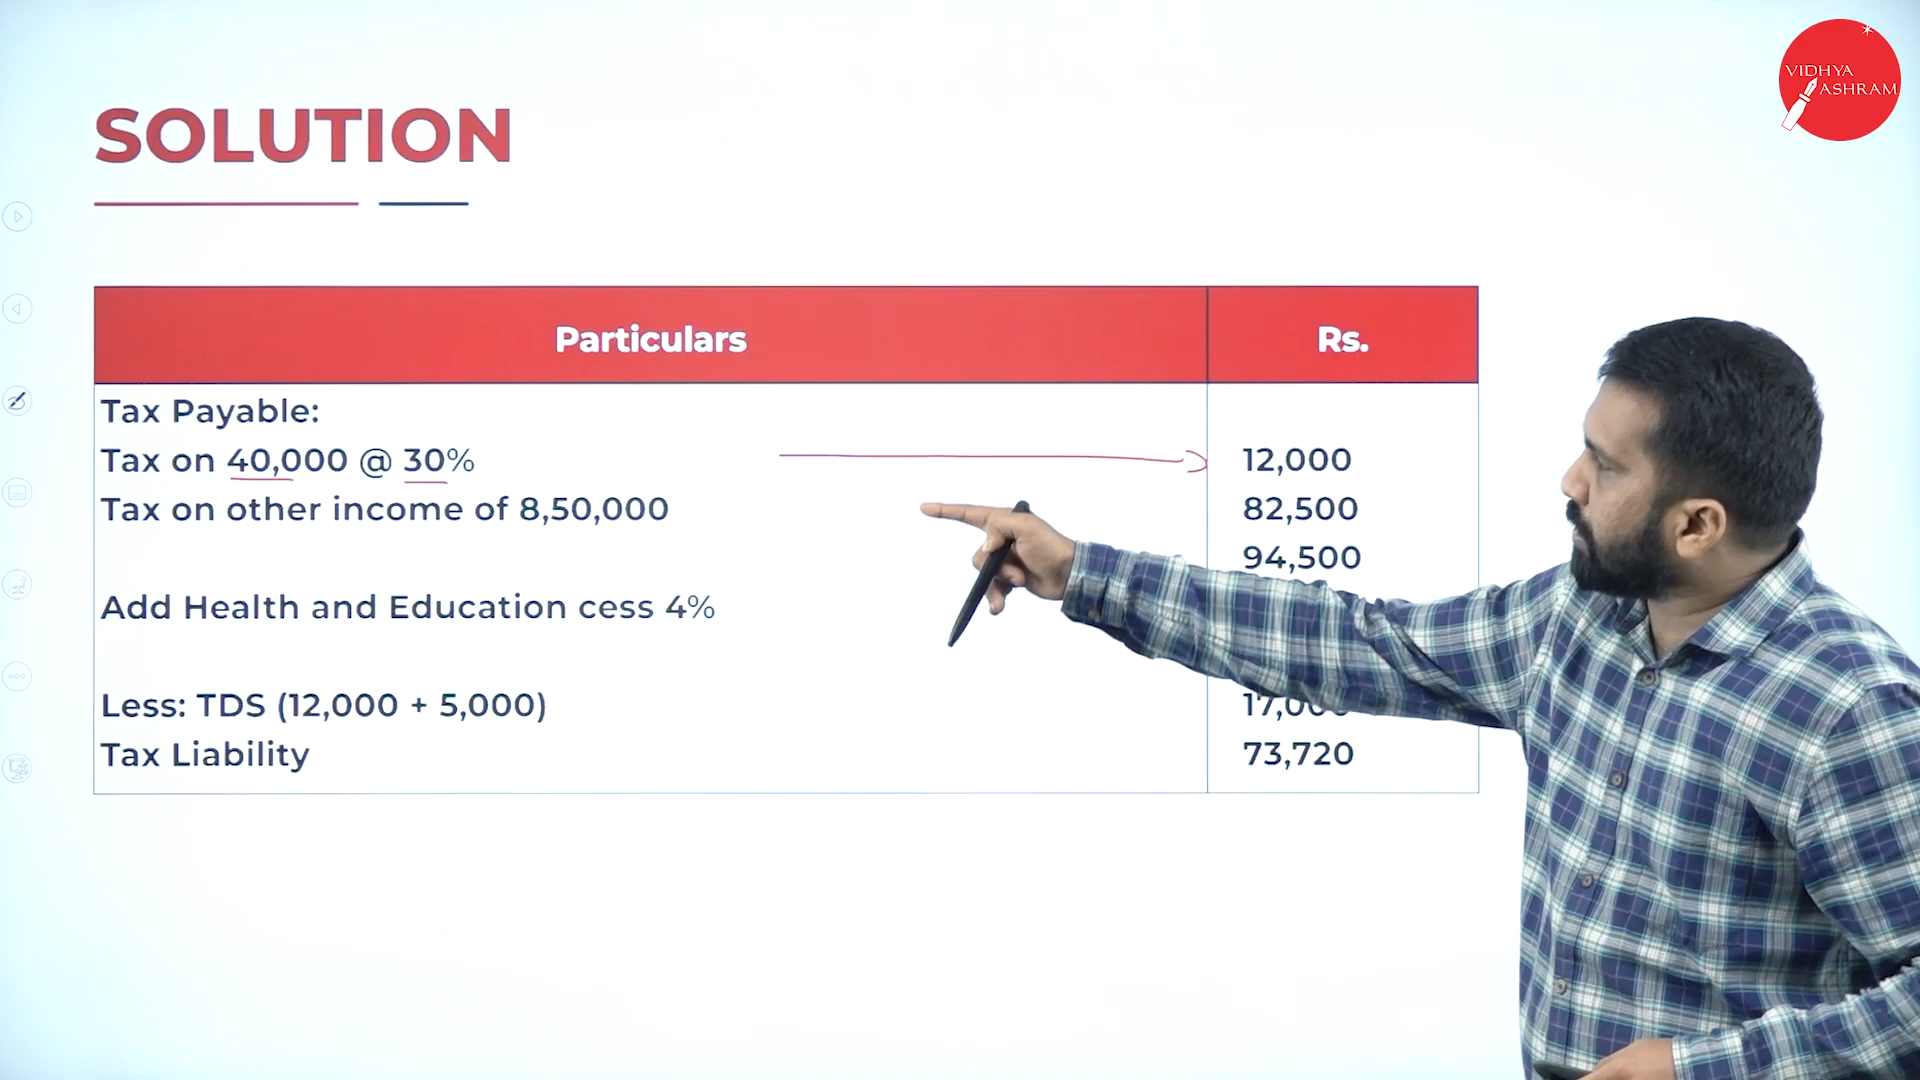 VIDHYA
ASHRAM
SOLUTION
Particulars Rs.
Tax Payable:
Tax on 40,000 @ 30% 12,000
Tax on other income of 8,50,000 82,500
94,500
Add Health and Education cess 4%
Less: TDS (12,000 + 5,000) 17,000
Tax Liability 73,720